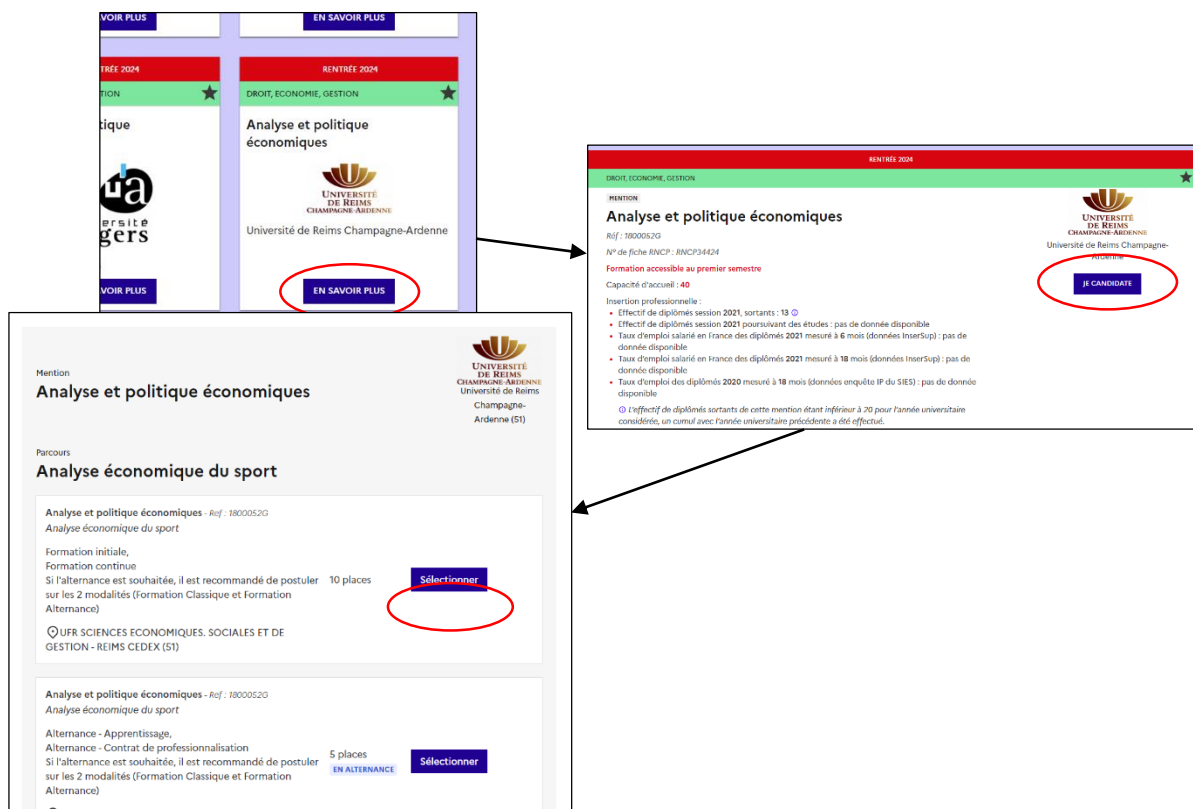 VOIR PLUS
EN SAVOIR PLUS
TRÉE 2024
RENTRÉE 2024
TION
DROIT, ECONOMIE, GESTION
tique
Analyse et politique
économiques
ua
ersité
gers
UNIVERSITÉ
DE REIMS
CHAMPAGNE-ARDENNE
Université de Reims Champagne-Ardenne
VOIR PLUS
EN SAVOIR PLUS
RENTRÉE 2024
DROIT, ECONOMIE, GESTION
MENTION
Analyse et politique économiques
Réf : 1800052G
N° de fiche RNCP : RNCP34424
Formation accessible au premier semestre
Capacité d'accueil : 40
Insertion professionnelle :
• Effectif de diplômés session 2021, sortants : 13
• Effectif de diplômés session 2021 poursuivant des études : pas de donnée disponible
• Taux d'emploi salarié en France des diplômés 2021 mesuré à 6 mois (données InserSup) : pas de
donnée disponible
• Taux d'emploi salarié en France des diplômés 2021 mesuré à 18 mois (données InserSup) : pas de
donnée disponible
• Taux d'emploi des diplômés 2020 mesuré à 18 mois (données enquête IP du SIES) : pas de donnée
disponible
L'effectif de diplômés sortants de cette mention étant inférieur à 20 pour l'année universitaire
considérée, un cumul avec l'année universitaire précédente a été effectué.
UNIVERSITÉ
DE REIMS
CHAMPAGNE-ARDENNE
Université de Reims Champagne-
Ardenne
JE CANDIDATE
Mention
Analyse et politique économiques
UNIVERSITÉ
DE REIMS
CHAMPAGNE-ARDENNE
Université de Reims
Champagne-
Ardenne (51)
Parcours
Analyse économique du sport
Analyse et politique économiques - Ref : 1800052G
Analyse économique du sport
Formation initiale,
Formation continue
Si l'alternance est souhaitée, il est recommandé de postuler
sur les 2 modalités (Formation Classique et Formation
Alternance)
10 places
Sélectionner
UFR SCIENCES ECONOMIQUES. SOCIALES ET DE
GESTION - REIMS CEDEX (51)
Analyse et politique économiques - Ref : 1800052G
Analyse économique du sport
Alternance - Apprentissage,
Alternance - Contrat de professionnalisation
Si l'alternance est souhaitée, il est recommandé de postuler
sur les 2 modalités (Formation Classique et Formation
Alternance)
5 places
EN ALTERNANCE
Sélectionner